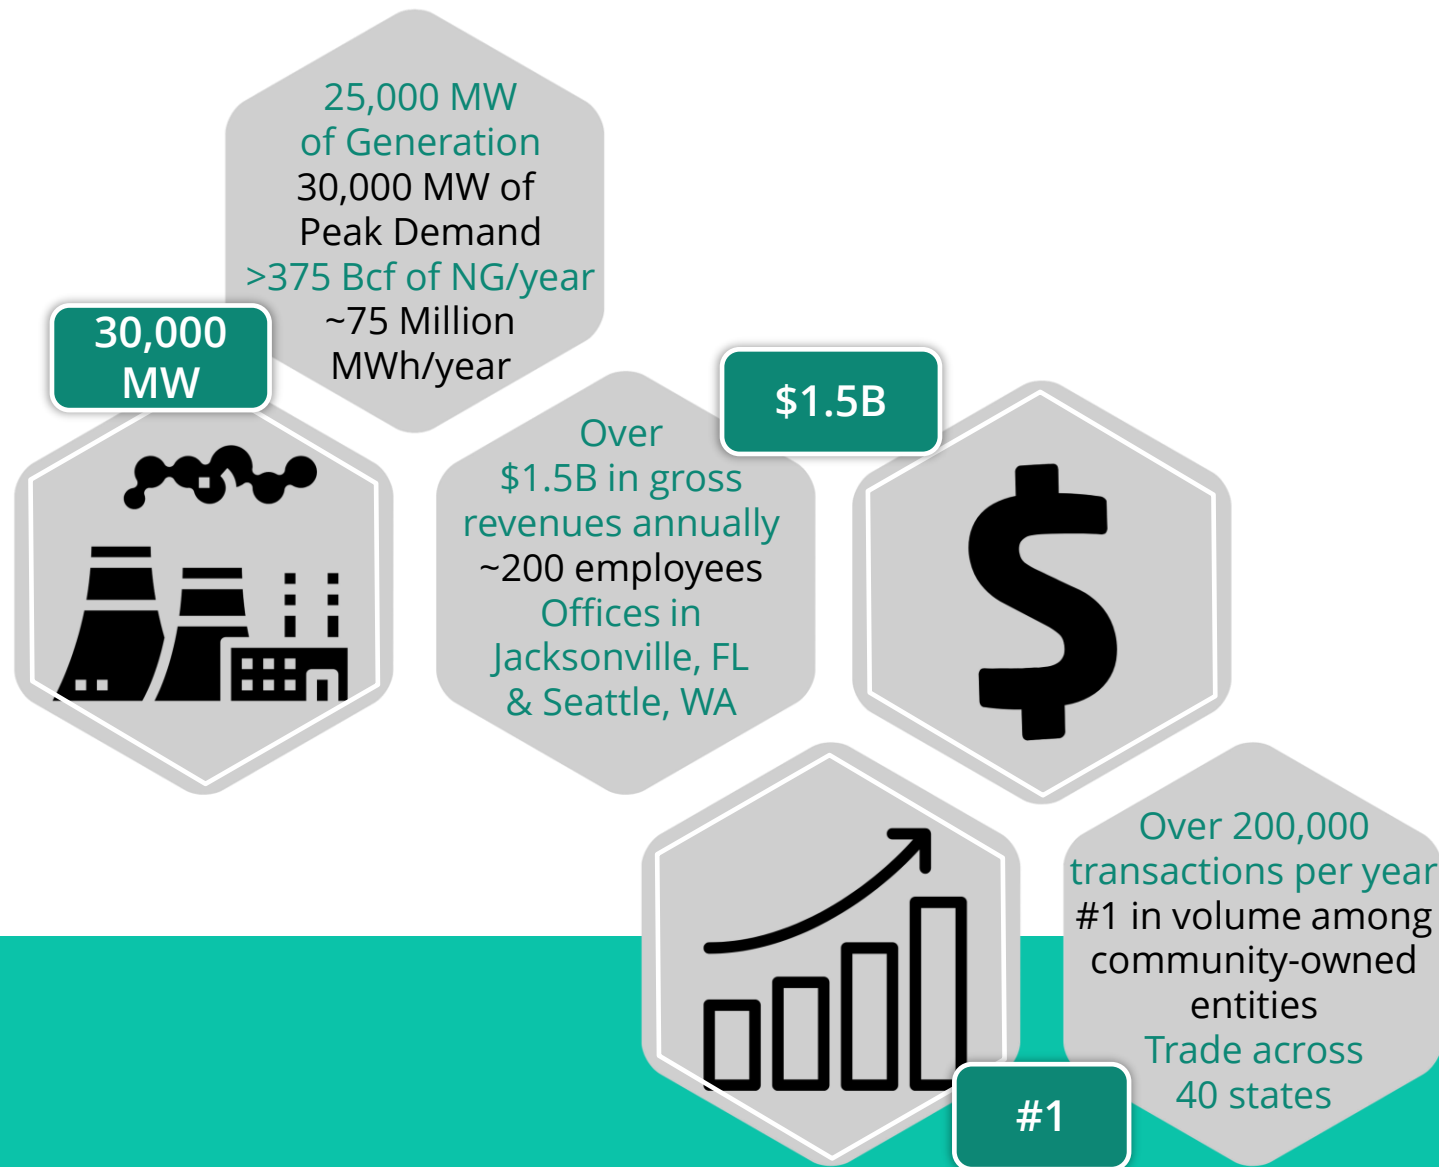 25,000 MW
of Generation
30,000 MW of
Peak Demand
>375 Bcf of NG/year
~75 Million
MWh/year
30,000
MW
Over
$1.5B in gross
revenues annually
~200 employees
Offices in
Jacksonville, FL
& Seattle, WA
$1.5B
Over 200,000
transactions per year
#1 in volume among
community-owned
entities
Trade across
40 states
#1